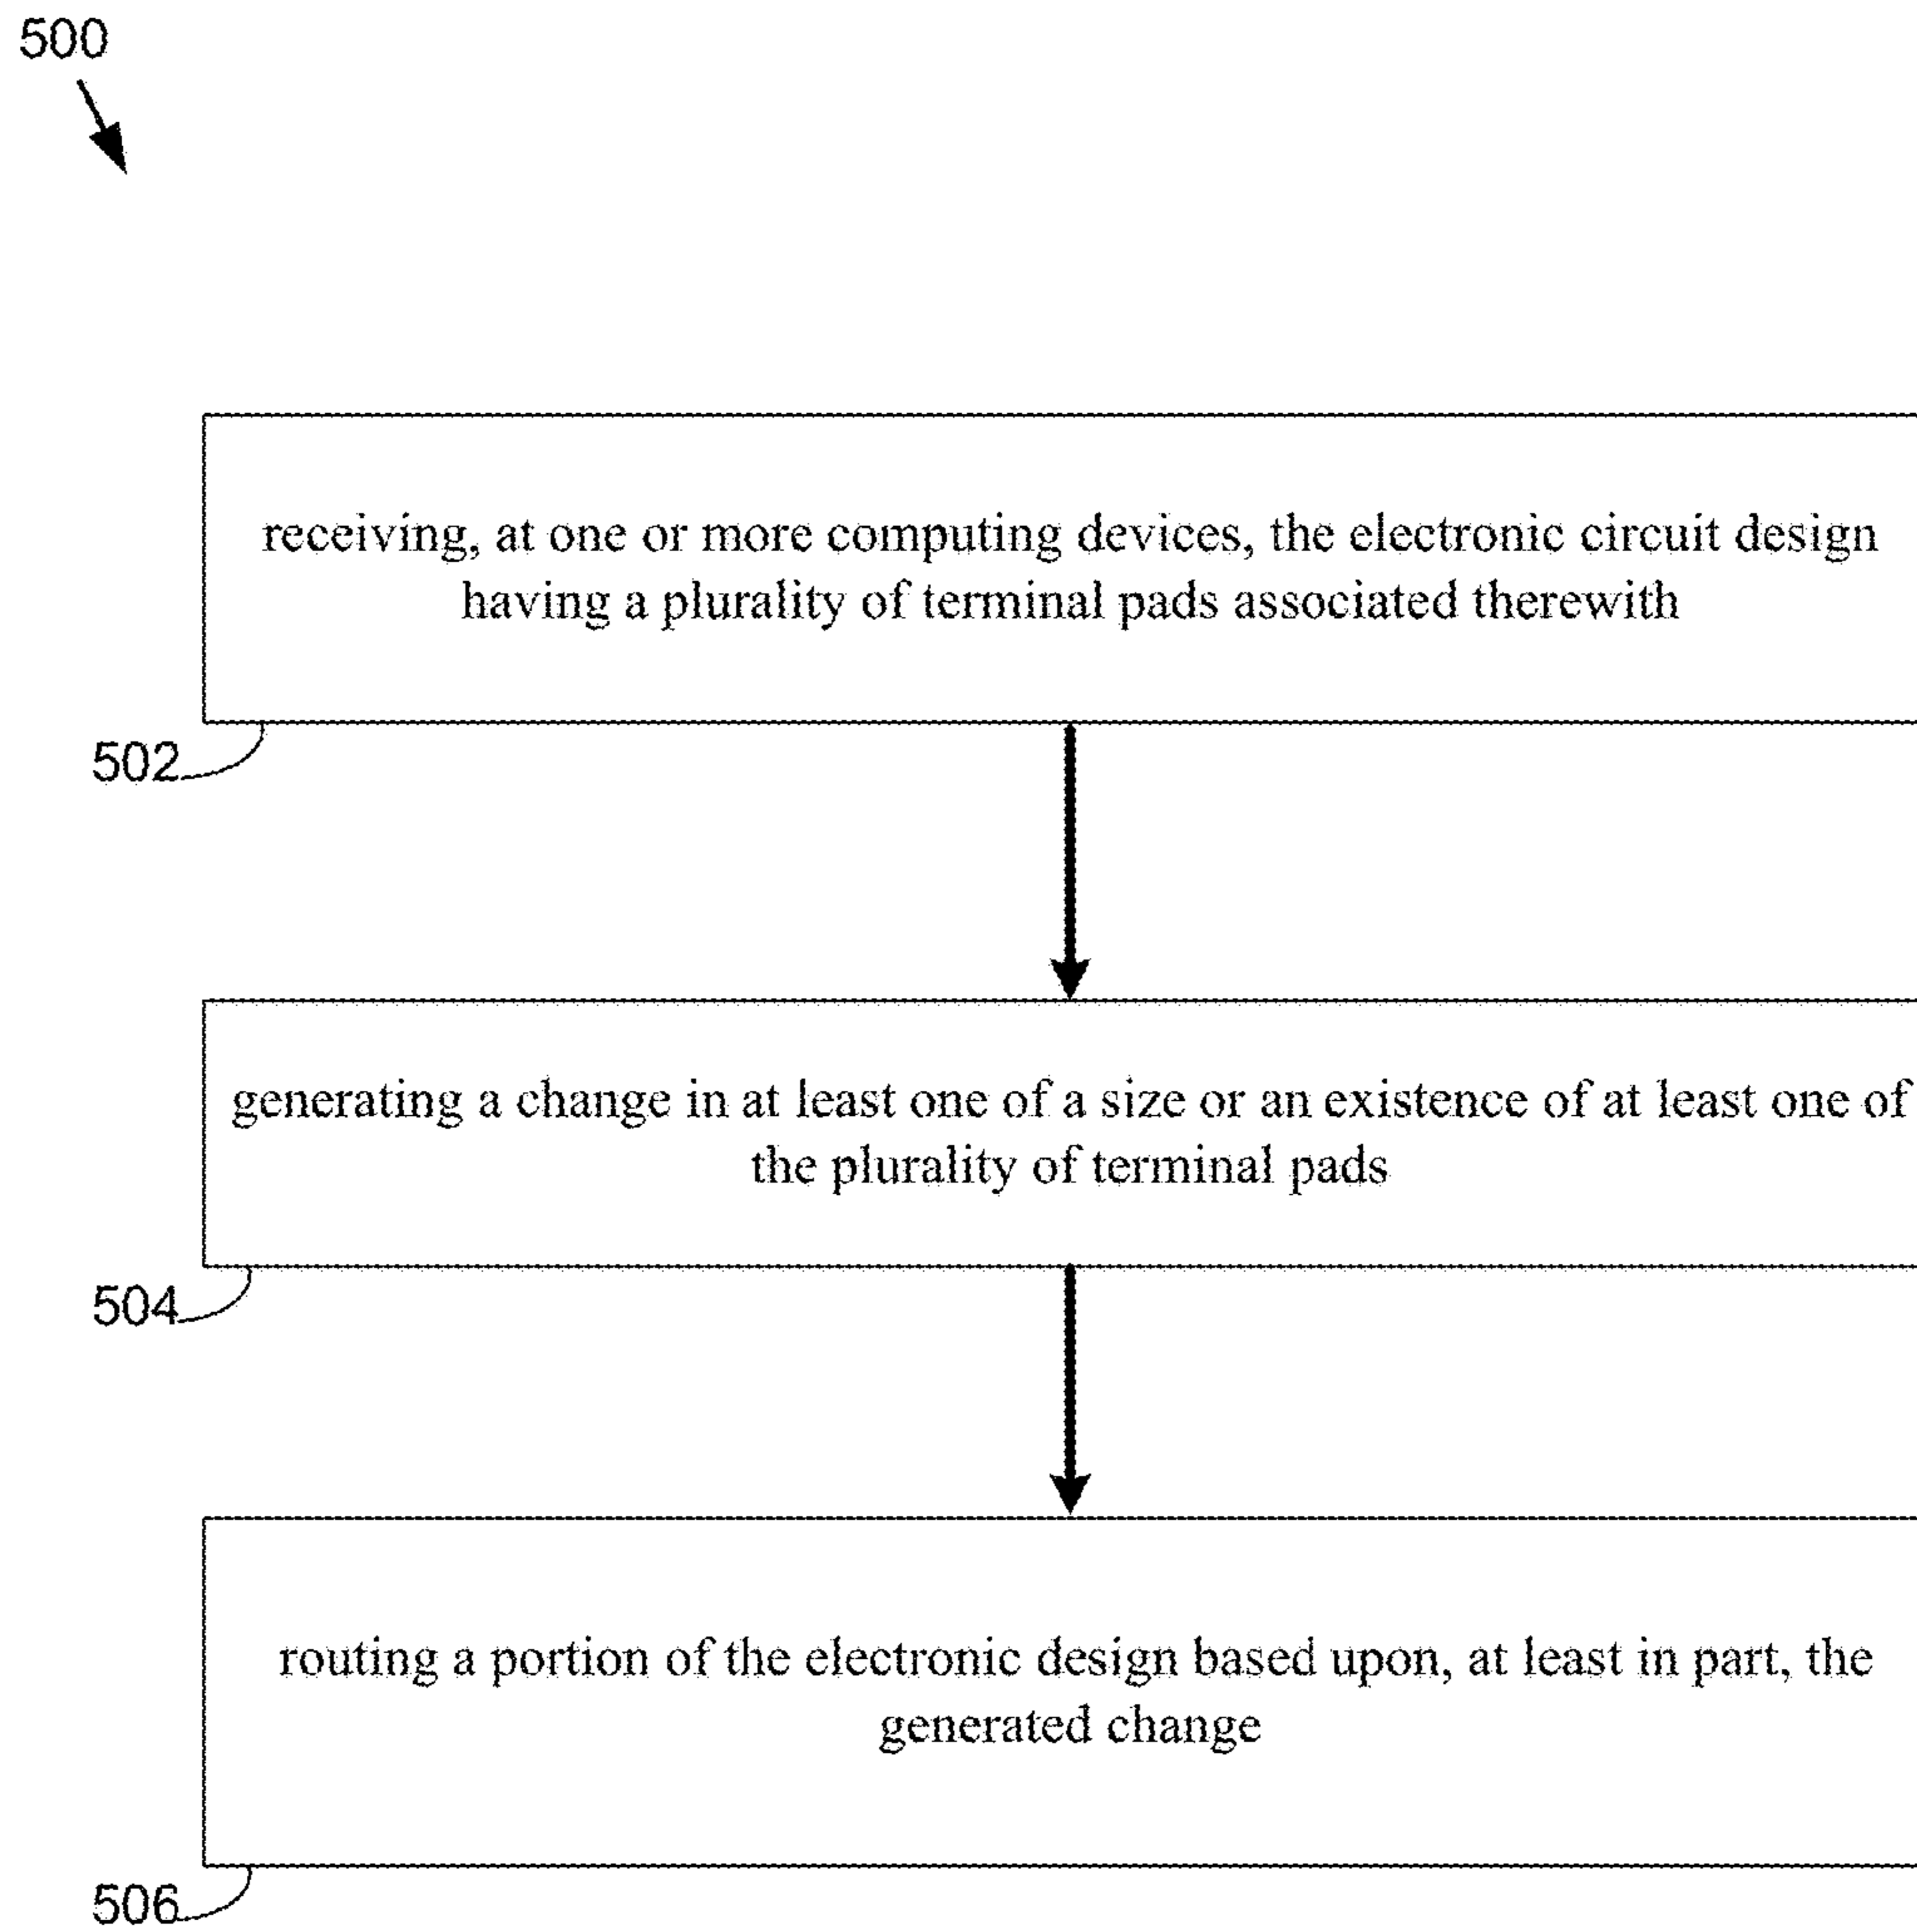 500
receiving, at one or more computing devices, the electronic circuit design
having a plurality of terminal pads associated therewith
502
generating a change in at least one of a size or an existence of at least one of
the plurality of terminal pads
504
routing a portion of the electronic design based upon, at least in part, the
generated change
506